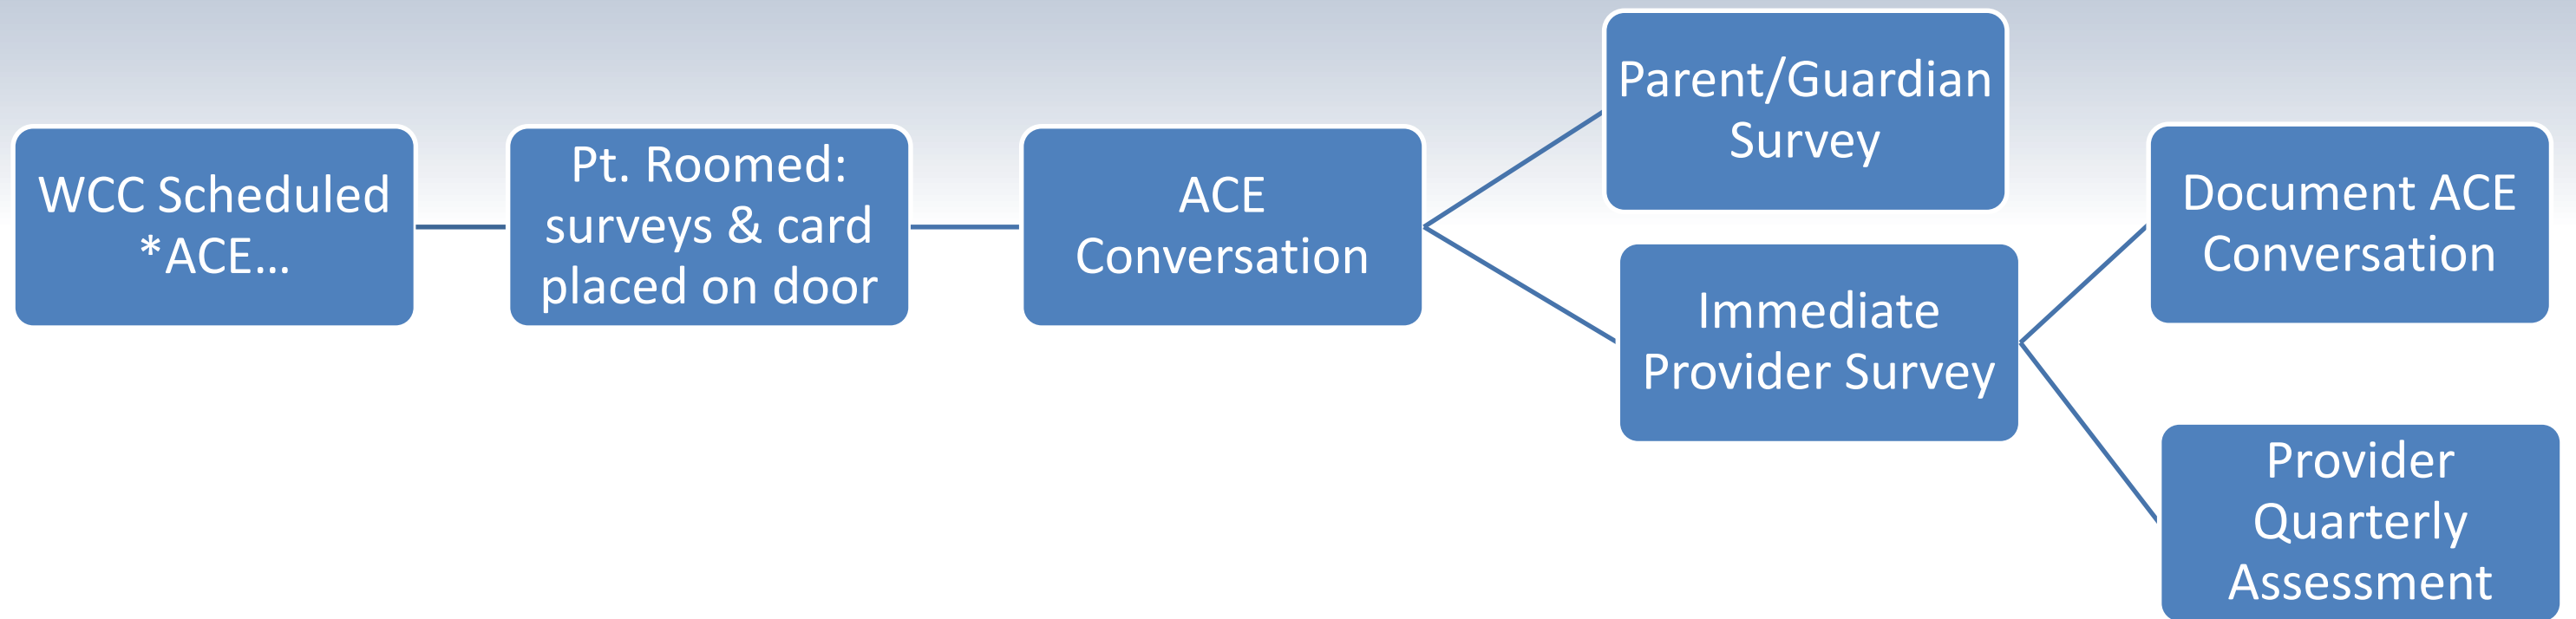 WCC Scheduled
*ACE…
Pt. Roomed:
surveys & card
placed on door
ACE
Conversation
Parent/Guardian
Survey
Immediate
Provider Survey
Document ACE
Conversation
Provider
Quarterly
Assessment